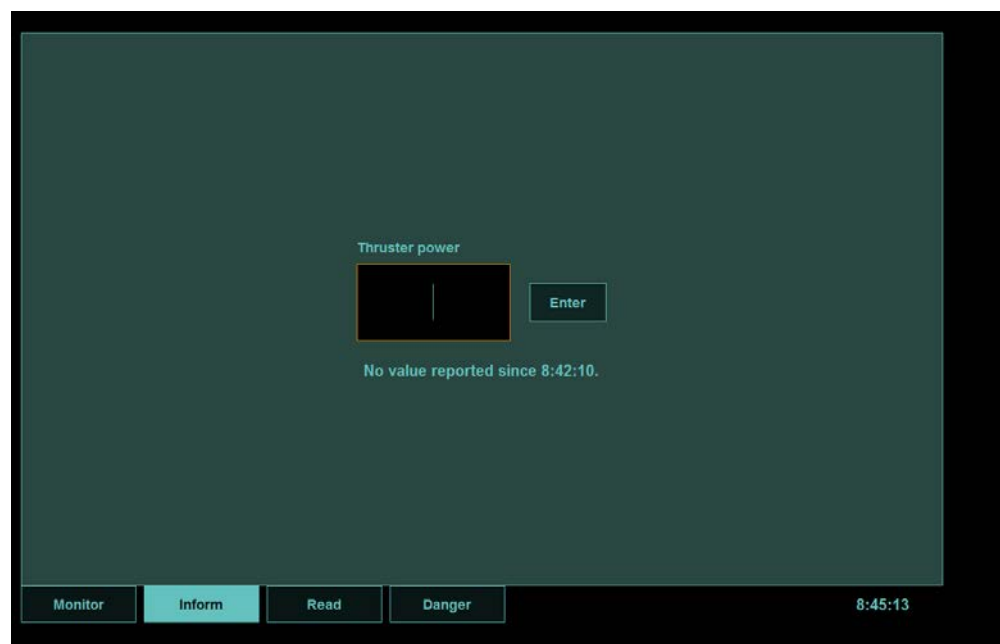 Thruster power
Enter
No value reported since 8:42:10.
Monitor Inform Read Danger 8:45:13